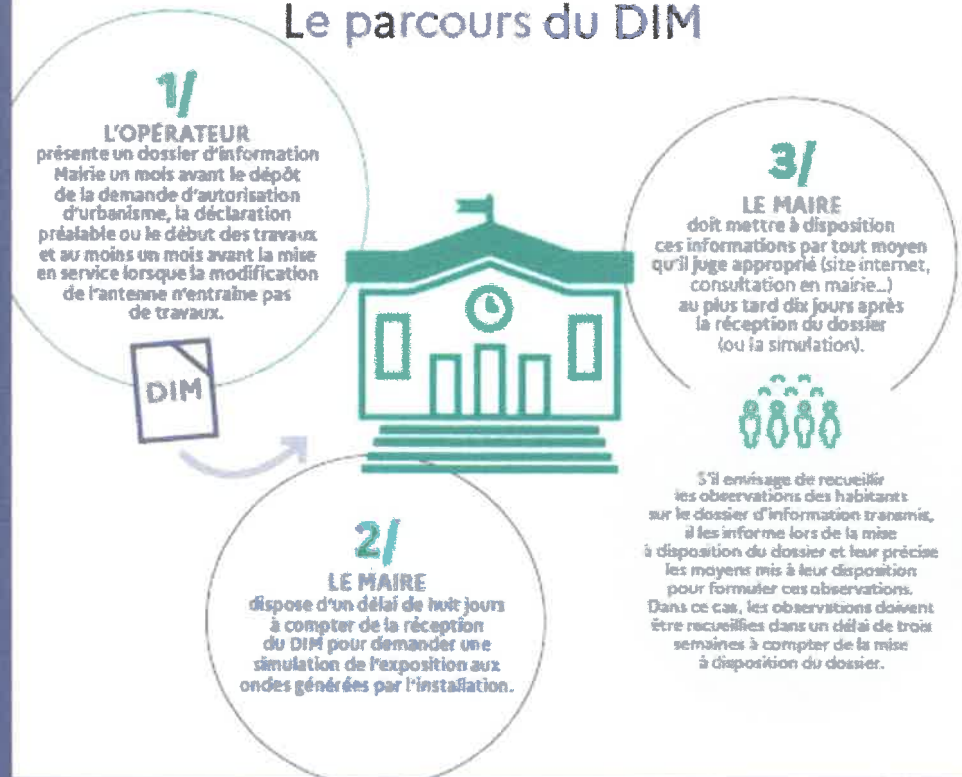 Le parcours du DIM
1/
L'OPÉRATEUR
présente un dossier d'information
Mairie un mois avant le dépôt
de la demande d'autorisation
d'urbanisme, la déclaration
préalable ou le début des travaux
et au moins un mois avant la mise
en service lorsque la modification
de l'antenne n'entraîne pas
de travaux.
DIM
2/
LE MAIRE
dispose d'un délai de huit jours
à compter de la réception
du DIM pour demander une
simulation de l'exposition aux
ondes générées par l'installation.
3/
LE MAIRE
doit mettre à disposition
ces informations par tout moyen
qu'il juge approprié (site internet,
consultation en mairie...)
au plus tard dix jours après
la réception du dossier
(ou la simulation).
S'il envisage de recueillir
les observations des habitants
sur le dossier d'information transmis,
il les informe lors de la mise
à disposition du dossier et leur précise
les moyens mis à leur disposition
pour formuler ces observations.
Dans ce cas, les observations doivent
être recueillies dans un délai de trois
semaines à compter de la mise
à disposition du dossier.